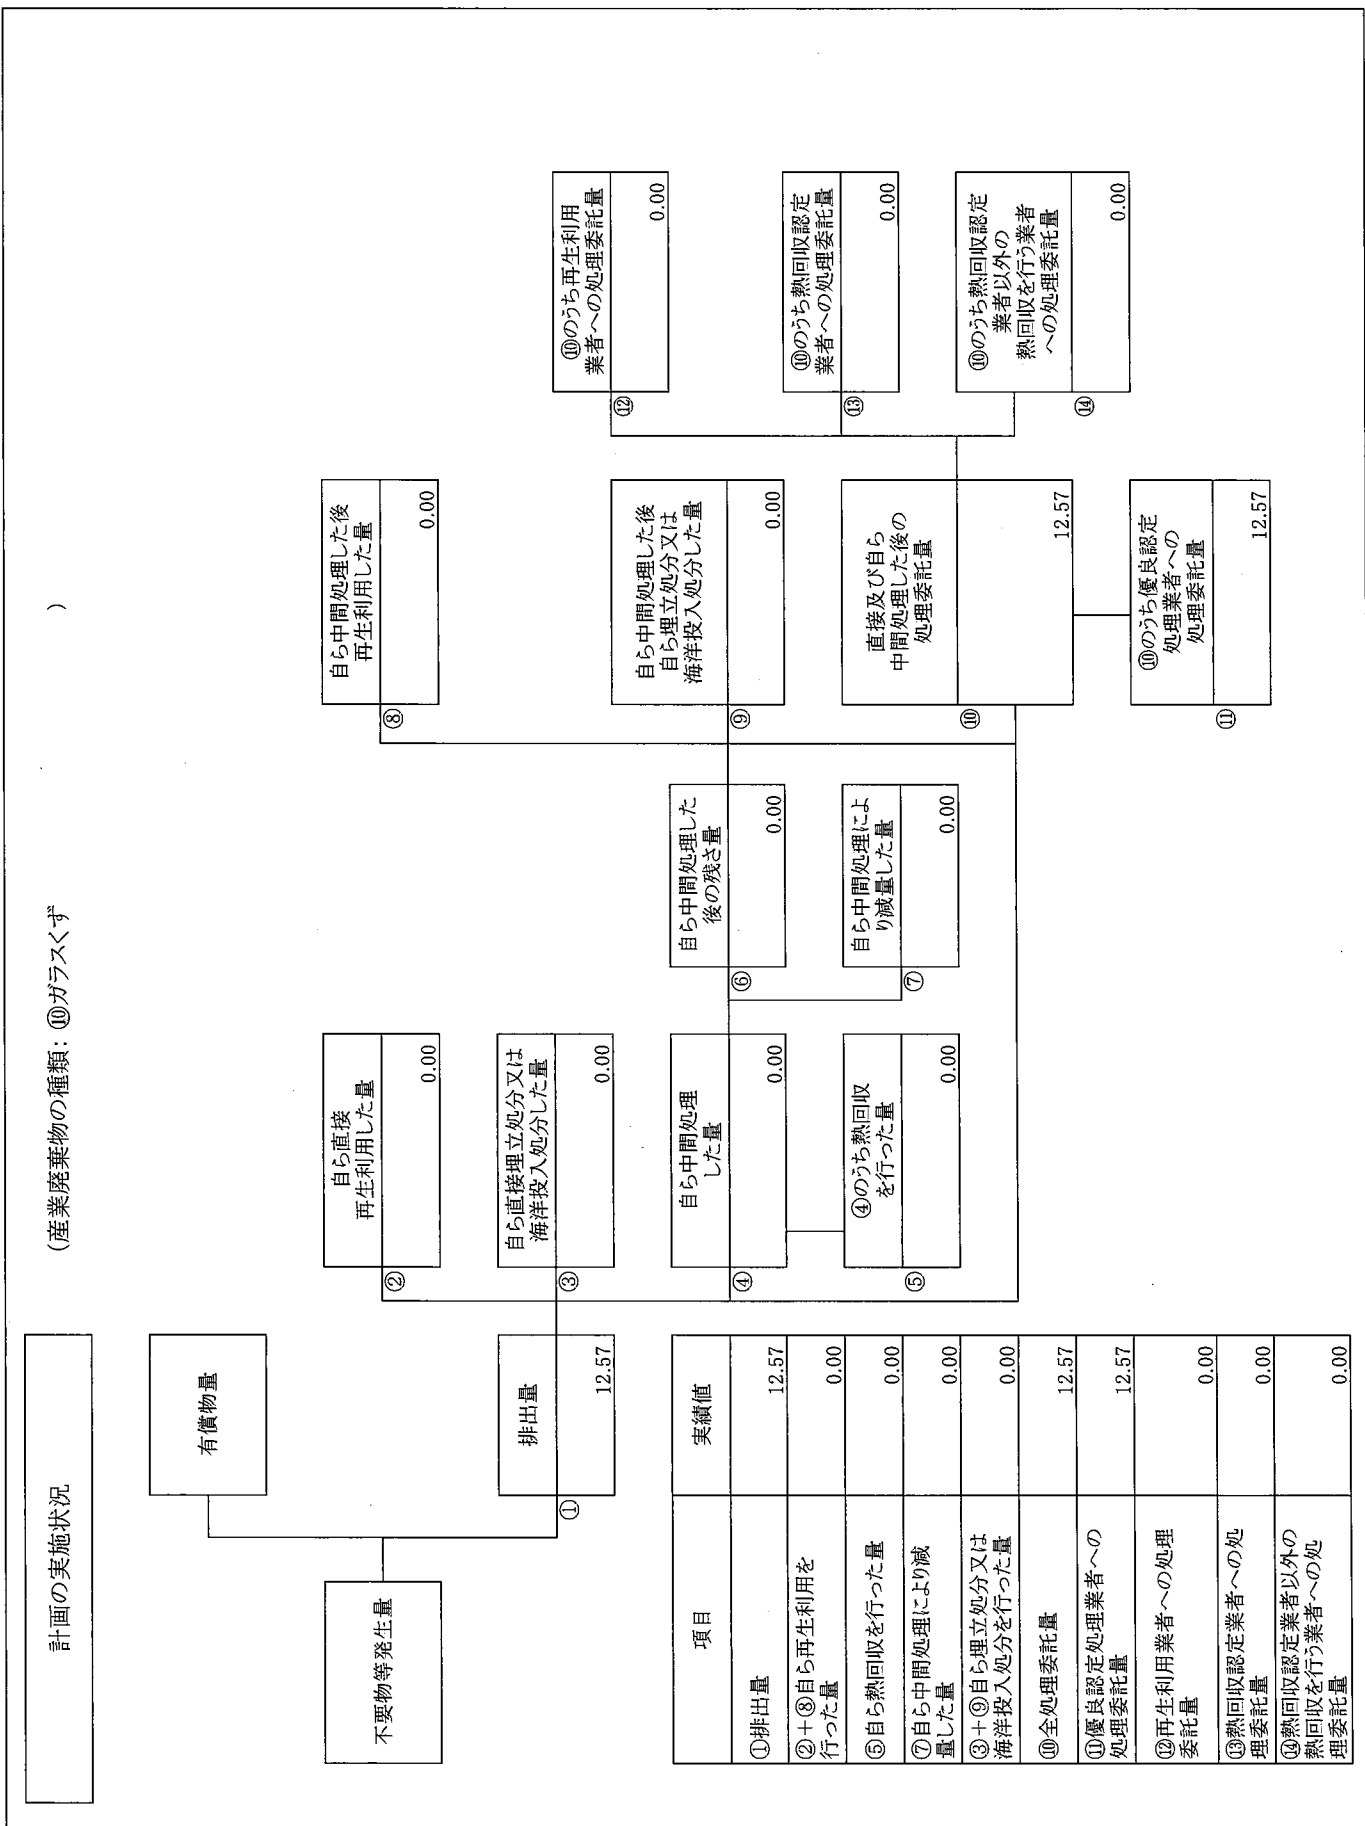 計画の実施状況
(産業廃棄物の種類：⑩ガラスくず　　　　　)
不要物等発生量
有償物量
①
排出量
12.57
②
自ら直接
再生利用した量
0.00
③
自ら直接埋立処分又は
海洋投入処分した量
0.00
④
自ら中間処理
した量
0.00
⑤
④のうち熱回収
を行った量
0.00
⑥
自ら中間処理した
後の残さ量
0.00
⑦
自ら中間処理によ
り減量した量
0.00
⑧
自ら中間処理した後
再生利用した量
0.00
⑨
自ら中間処理した後
自ら埋立処分又は
海洋投入処分した量
0.00
⑩
直接及び自ら
中間処理した後の
処理委託量
12.57
⑪
⑩のうち優良認定
処理業者への
処理委託量
12.57
⑫
⑩のうち再生利用
業者への処理委託量
0.00
⑬
⑩のうち熱回収認定
業者への処理委託量
0.00
⑭
⑩のうち熱回収認定
業者以外の
熱回収を行う業者
への処理委託量
0.00
項目 実績値
①排出量 12.57
②＋⑧自ら再生利用を
行った量 0.00
⑤自ら熱回収を行った量 0.00
⑦自ら中間処理により減
量した量 0.00
③＋⑨自ら埋立処分又は
海洋投入処分を行った量 0.00
⑩全処理委託量 12.57
⑪優良認定処理業者への
処理委託量 12.57
⑫再生利用業者への処理
委託量 0.00
⑬熱回収認定業者への処
理委託量 0.00
⑭熱回収認定業者以外の
熱回収を行う業者への処
理委託量 0.00